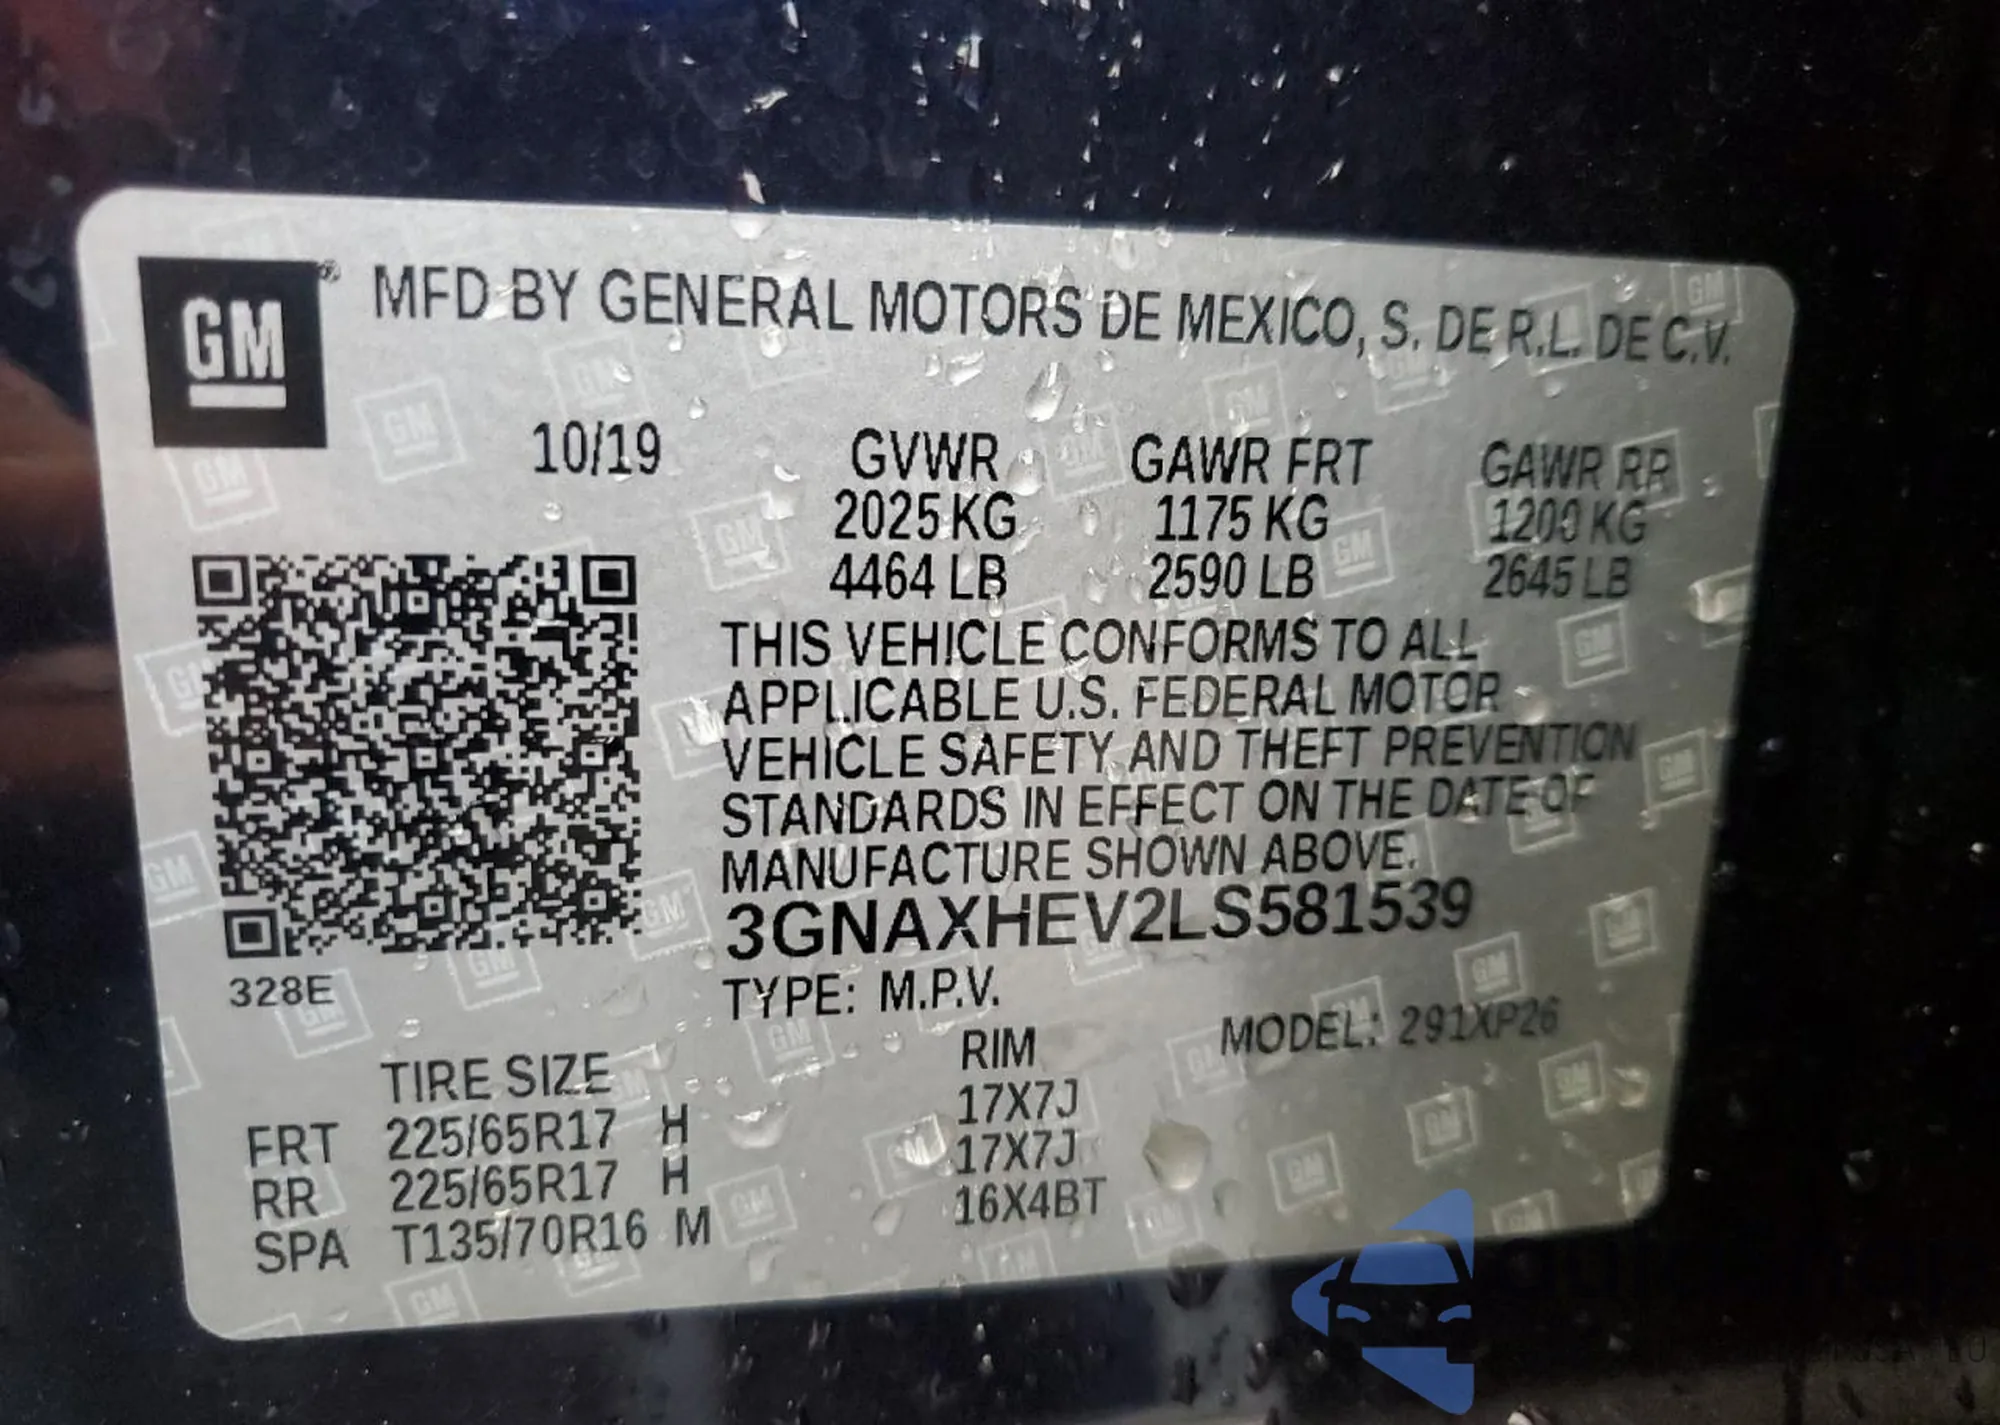 GM
MFD BY GENERAL MOTORS DE MEXICO, S. DE R.L. DE C.V.
10/19 GVWR GAWR FRT GAWR RR
2025 KG 1175 KG 1200 KG
4464 LB 2590 LB 2645 LB
THIS VEHICLE CONFORMS TO ALL
APPLICABLE U.S. FEDERAL MOTOR
VEHICLE SAFETY AND THEFT PREVENTION
STANDARDS IN EFFECT ON THE DATE OF
MANUFACTURE SHOWN ABOVE.
3GNAXHEV2LS581539
328E
TYPE: M.P.V. MODEL: 291XP26
TIRE SIZE RIM
FRT 225/65R17 H 17X7J
RR 225/65R17 H 17X7J
SPA T135/70R16 M 16X4BT